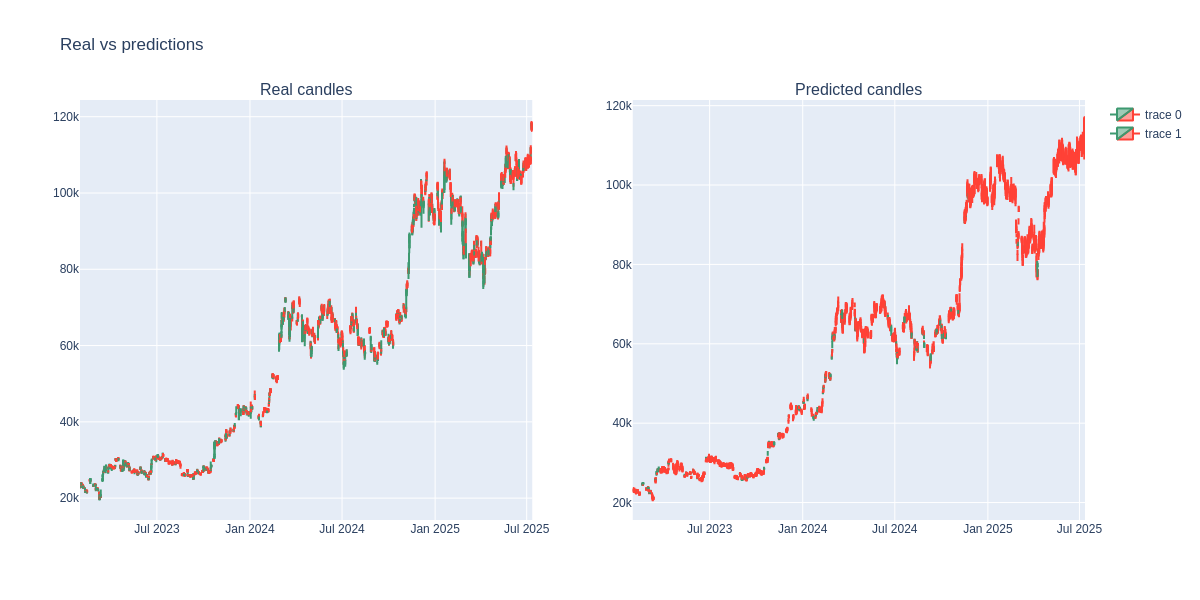 Real vs predictions
Real candles
120k
100k
80k
60k
40k
20k
Jul 2023
Jan 2024
Jul 2024
Jan 2025
Jul 2025
Predicted candles
120k
100k
80k
60k
40k
20k
Jul 2023
Jan 2024
Jul 2024
Jan 2025
Jul 2025
trace 0
trace 1